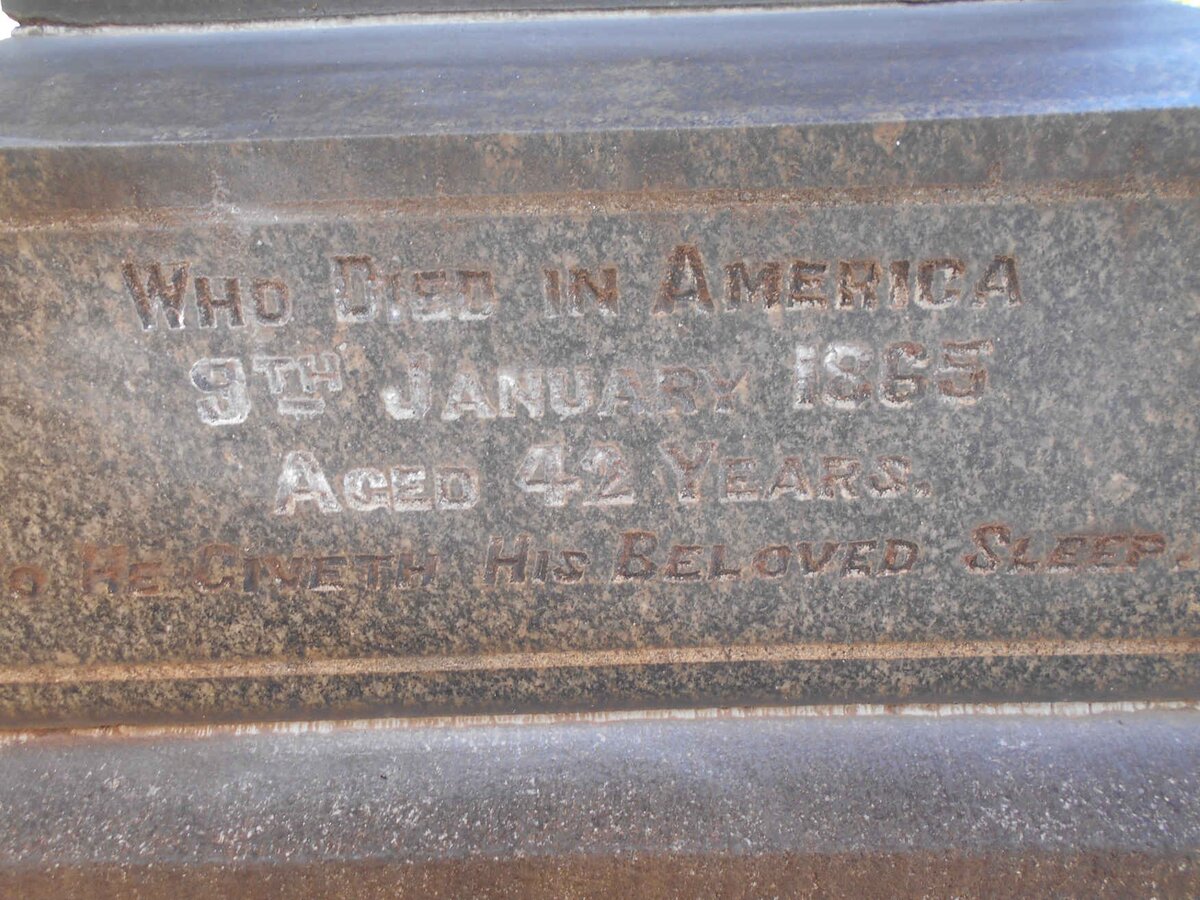 WHO DIED IN AMERICA
9TH JANUARY 1865
AGED 42 YEARS.
O HE GIVETH HIS BELOVED SLEEP.